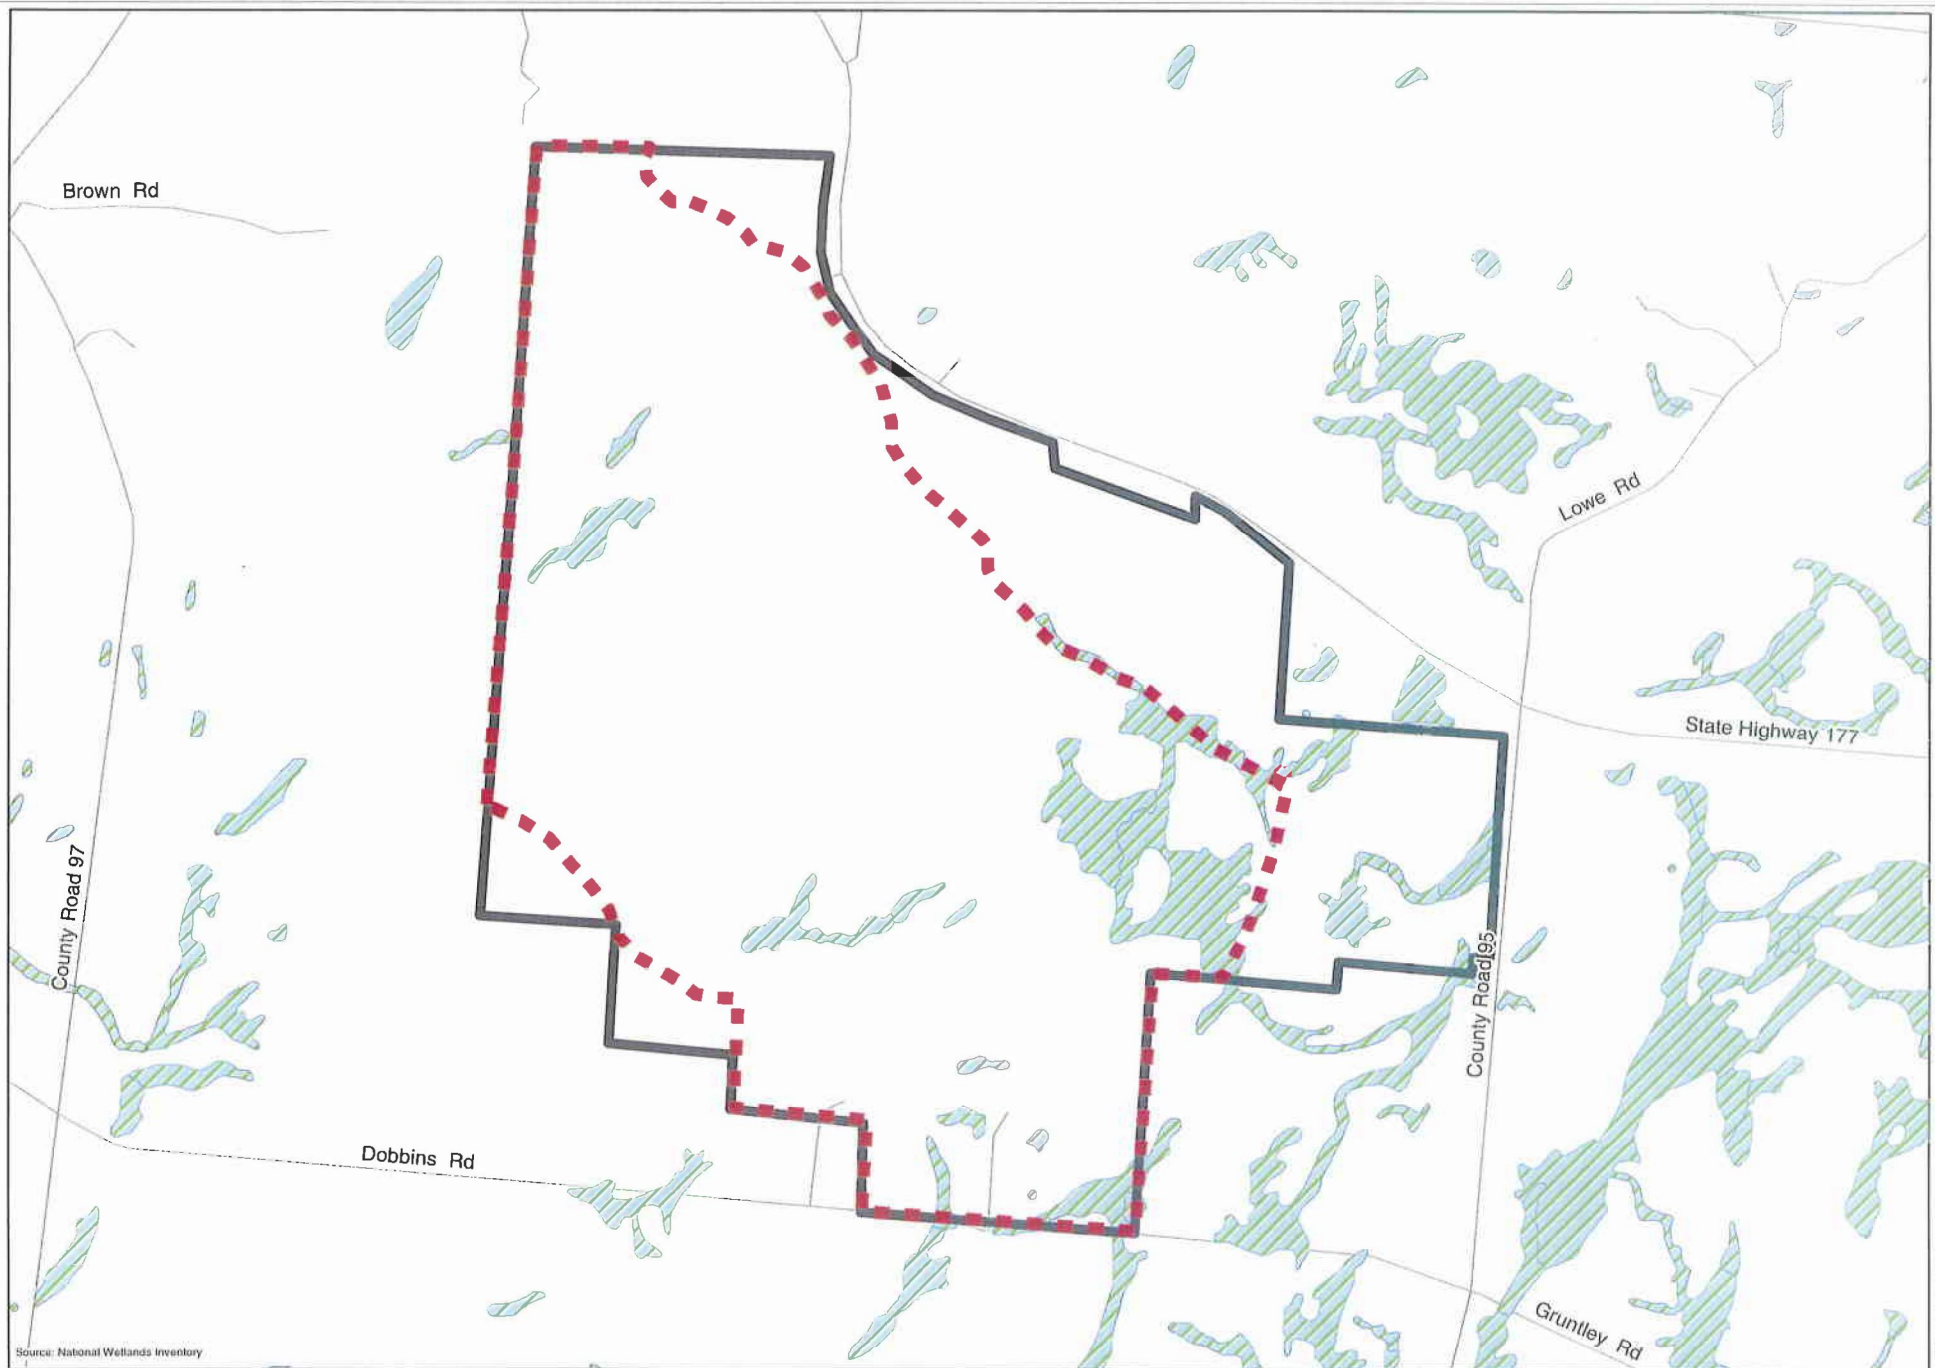 Brown Rd
Lowe Rd
State Highway 177
County Road 97
County Road 95
Dobbins Rd
Gruntley Rd
Source: National Wetlands Inventory